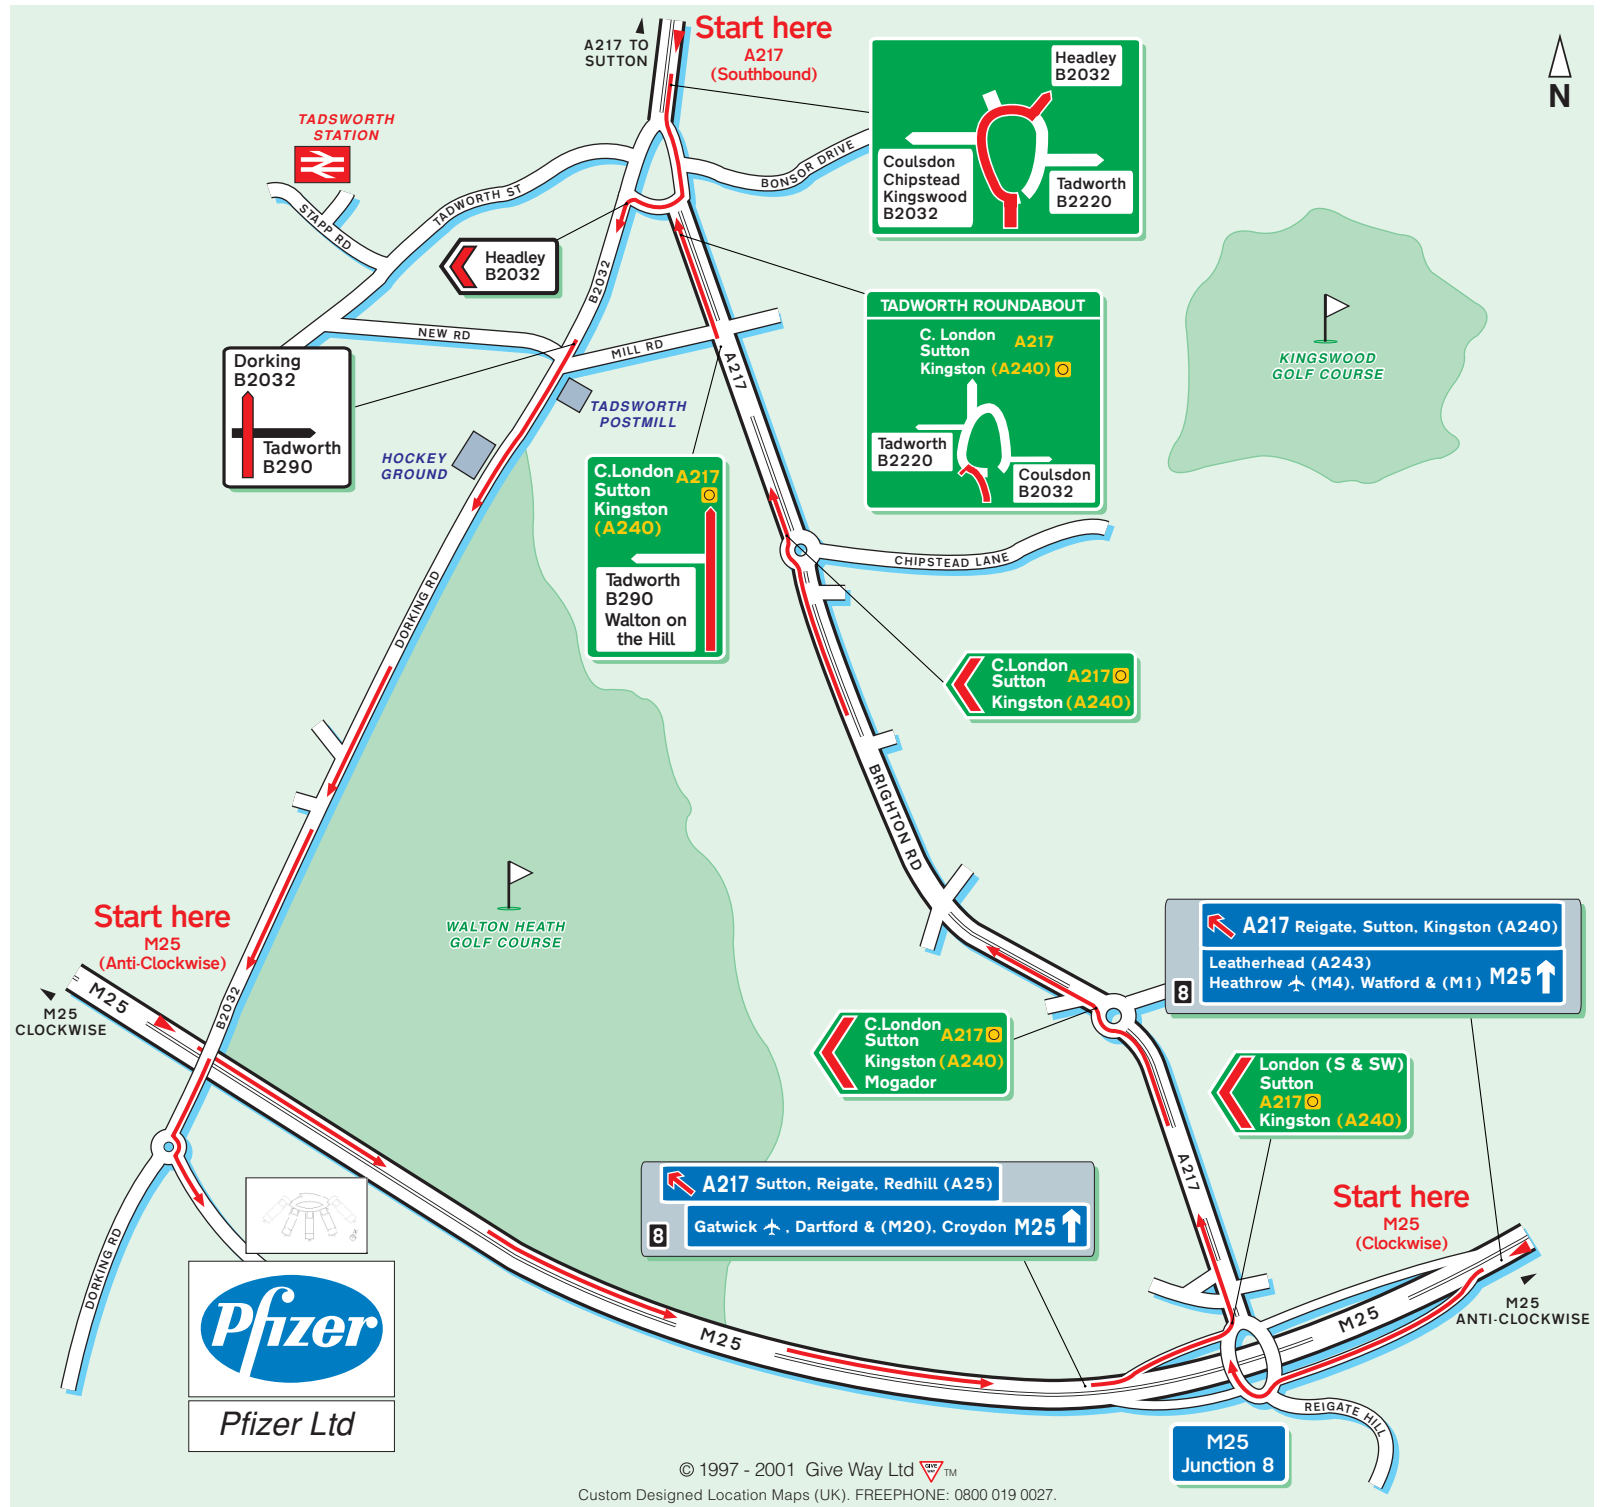 Start here
A217
(Southbound)
A217 TO
SUTTON
N
Headley
B2032
Coulsdon
Chipstead
Kingswood
B2032
Tadworth
B2220
TADSWORTH
STATION
BONSOR DRIVE
TADWORTH ST
STAPP RD
Headley
B2032
B2032
NEW RD
MILL RD
A217
TADWORTH ROUNDABOUT
C. London
Sutton
A217
Kingston (A240)
Tadworth
B2220
Coulsdon
B2032
KINGSWOOD
GOLF COURSE
Dorking
B2032
Tadworth
B290
TADSWORTH
POSTMILL
HOCKEY
GROUND
C.London A217
Sutton
Kingston
(A240)
Tadworth
B290
Walton on
the Hill
CHIPSTEAD LANE
DORKING RD
C.London
Sutton
A217
Kingston (A240)
BRIGHTON RD
WALTON HEATH
GOLF COURSE
Start here
M25
(Anti-Clockwise)
M25
M25
CLOCKWISE
B2032
A217 Reigate, Sutton, Kingston (A240)
Leatherhead (A243)
Heathrow (M4), Watford & (M1) M25
8
C.London
Sutton
A217
Kingston (A240)
Mogador
London (S & SW)
Sutton
A217
Kingston (A240)
A217
A217 Sutton, Reigate, Redhill (A25)
Gatwick , Dartford & (M20), Croydon M25
8
Start here
M25
(Clockwise)
M25
ANTI-CLOCKWISE
M25
M25
DORKING RD
REIGATE HILL
M25
Junction 8
Pfizer
Pfizer Ltd
© 1997 - 2001 Give Way Ltd GIVE WAY TM
Custom Designed Location Maps (UK). FREEPHONE: 0800 019 0027.